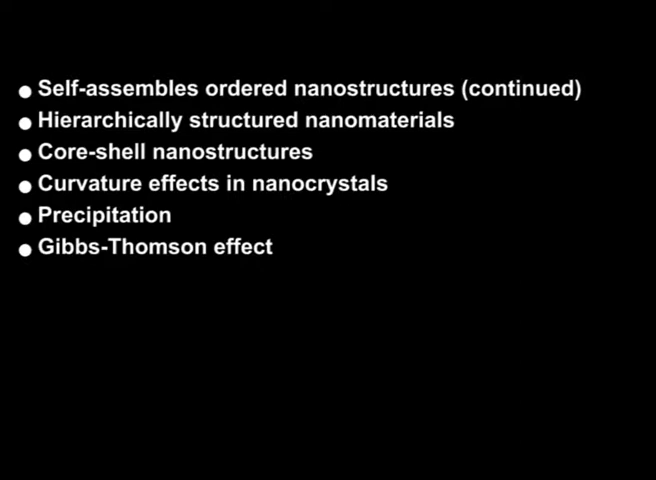 ● Self-assembles ordered nanostructures (continued)
● Hierarchically structured nanomaterials
● Core-shell nanostructures
● Curvature effects in nanocrystals
● Precipitation
● Gibbs-Thomson effect